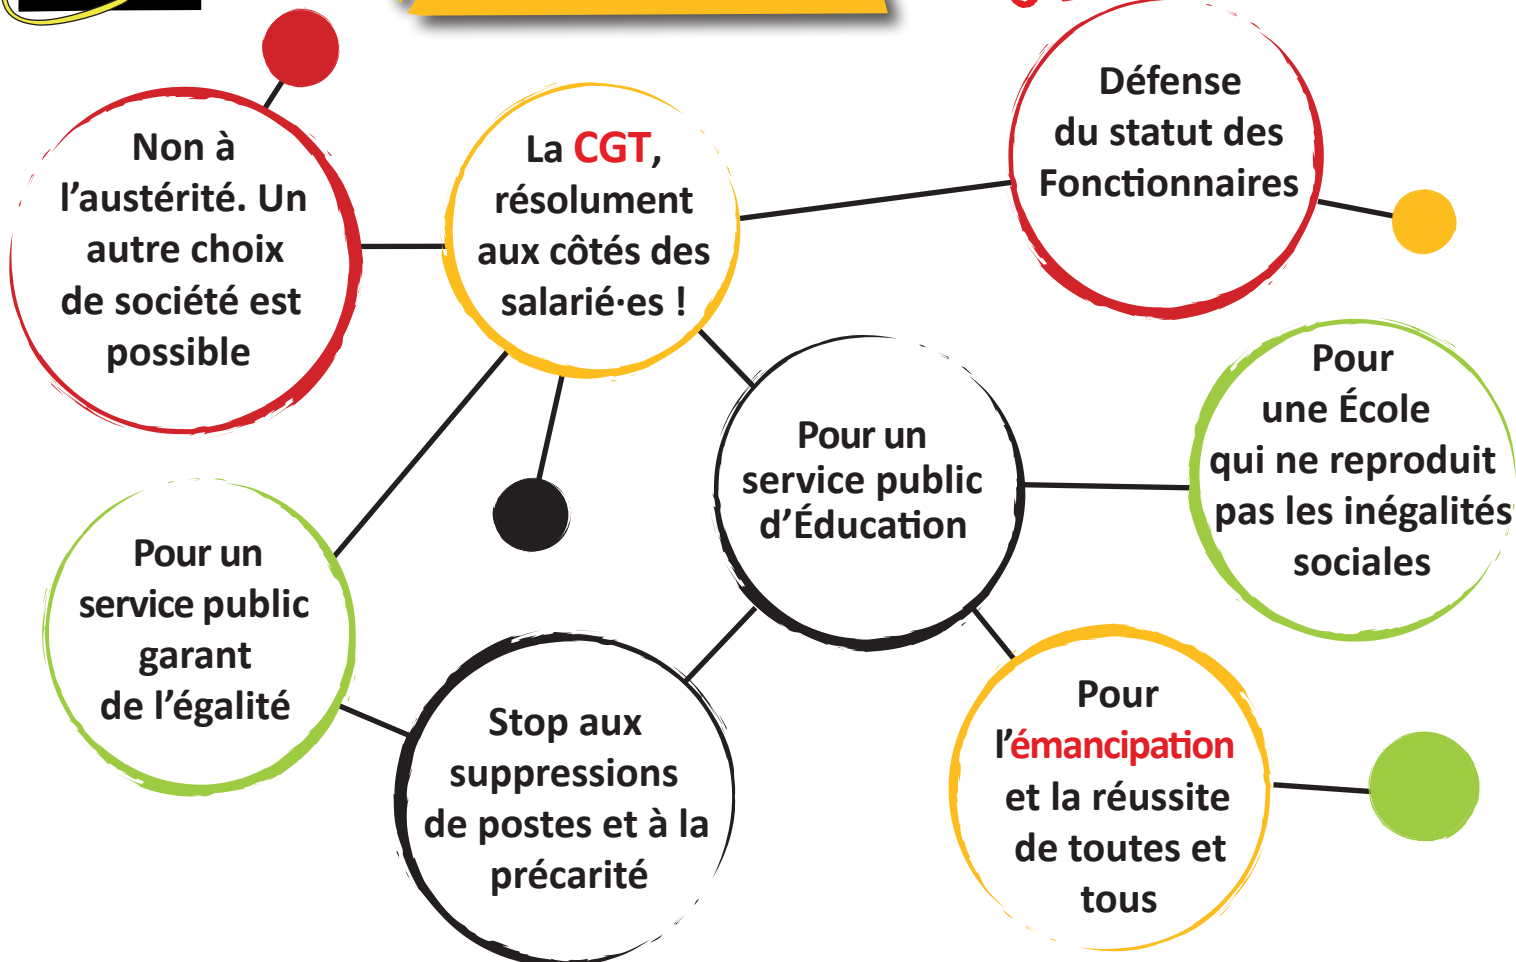 Non à
l'austérité. Un
autre choix
de société est
possible
La CGT,
résolument
aux côtés des
salarié·es !
Défense
du statut des
Fonctionnaires
Pour un
service public
d'Éducation
Pour
une École
qui ne reproduit
pas les inégalités
sociales
Pour un
service public
garant
de l'égalité
Stop aux
suppressions
de postes et à la
précarité
Pour
l'émancipation
et la réussite
de toutes et
tous